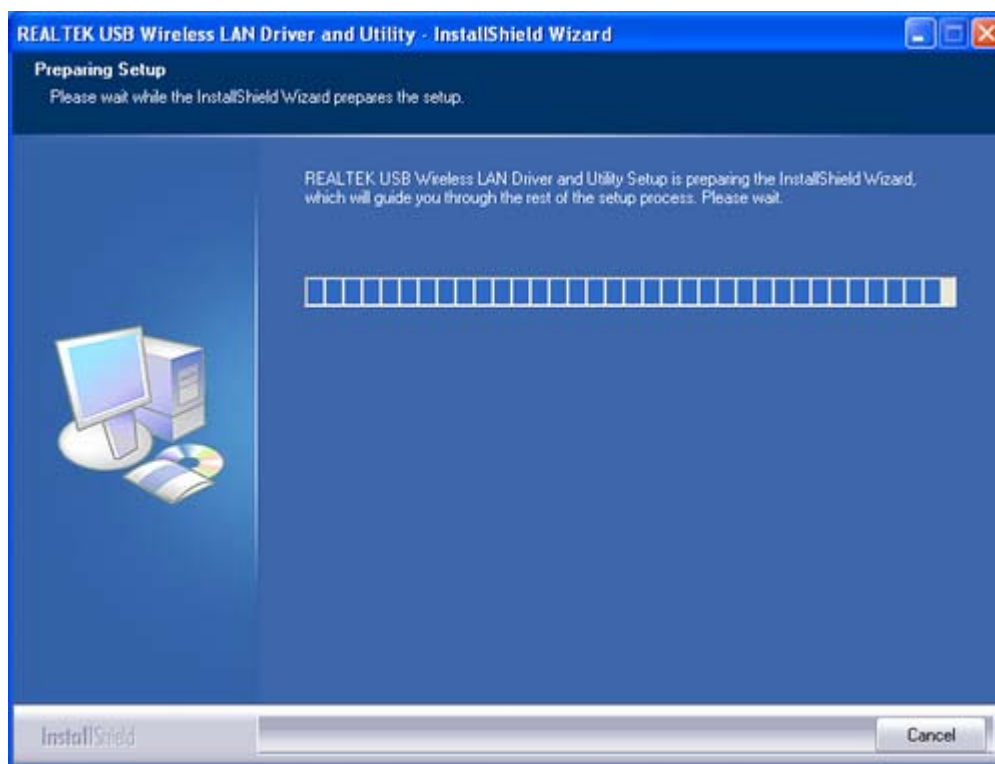 REALTEK USB Wireless LAN Driver and Utility - InstallShield Wizard
Preparing Setup
Please wait while the InstallShield Wizard prepares the setup.
REALTEK USB Wireless LAN Driver and Utility Setup is preparing the InstallShield Wizard,
which will guide you through the rest of the setup process. Please wait.
InstallShield
Cancel